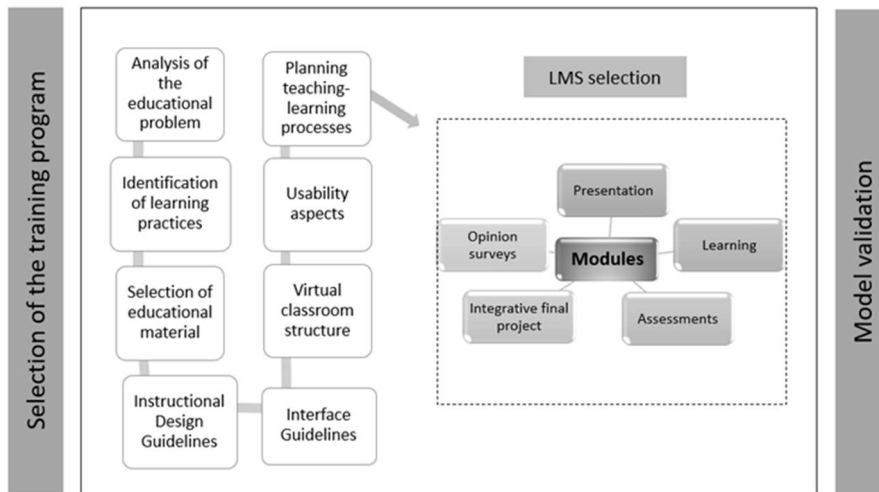 Selection of the training program
Analysis of
the
educational
problem
Identification
of learning
practices
Selection of
educational
material
Instructional
Design
Guidelines
Interface
Guidelines
Virtual
classroom
structure
Usability
aspects
Planning
teaching-
learning
processes
LMS selection
Presentation
Learning
Assessments
Integrative final
project
Opinion
surveys
Modules
Model validation